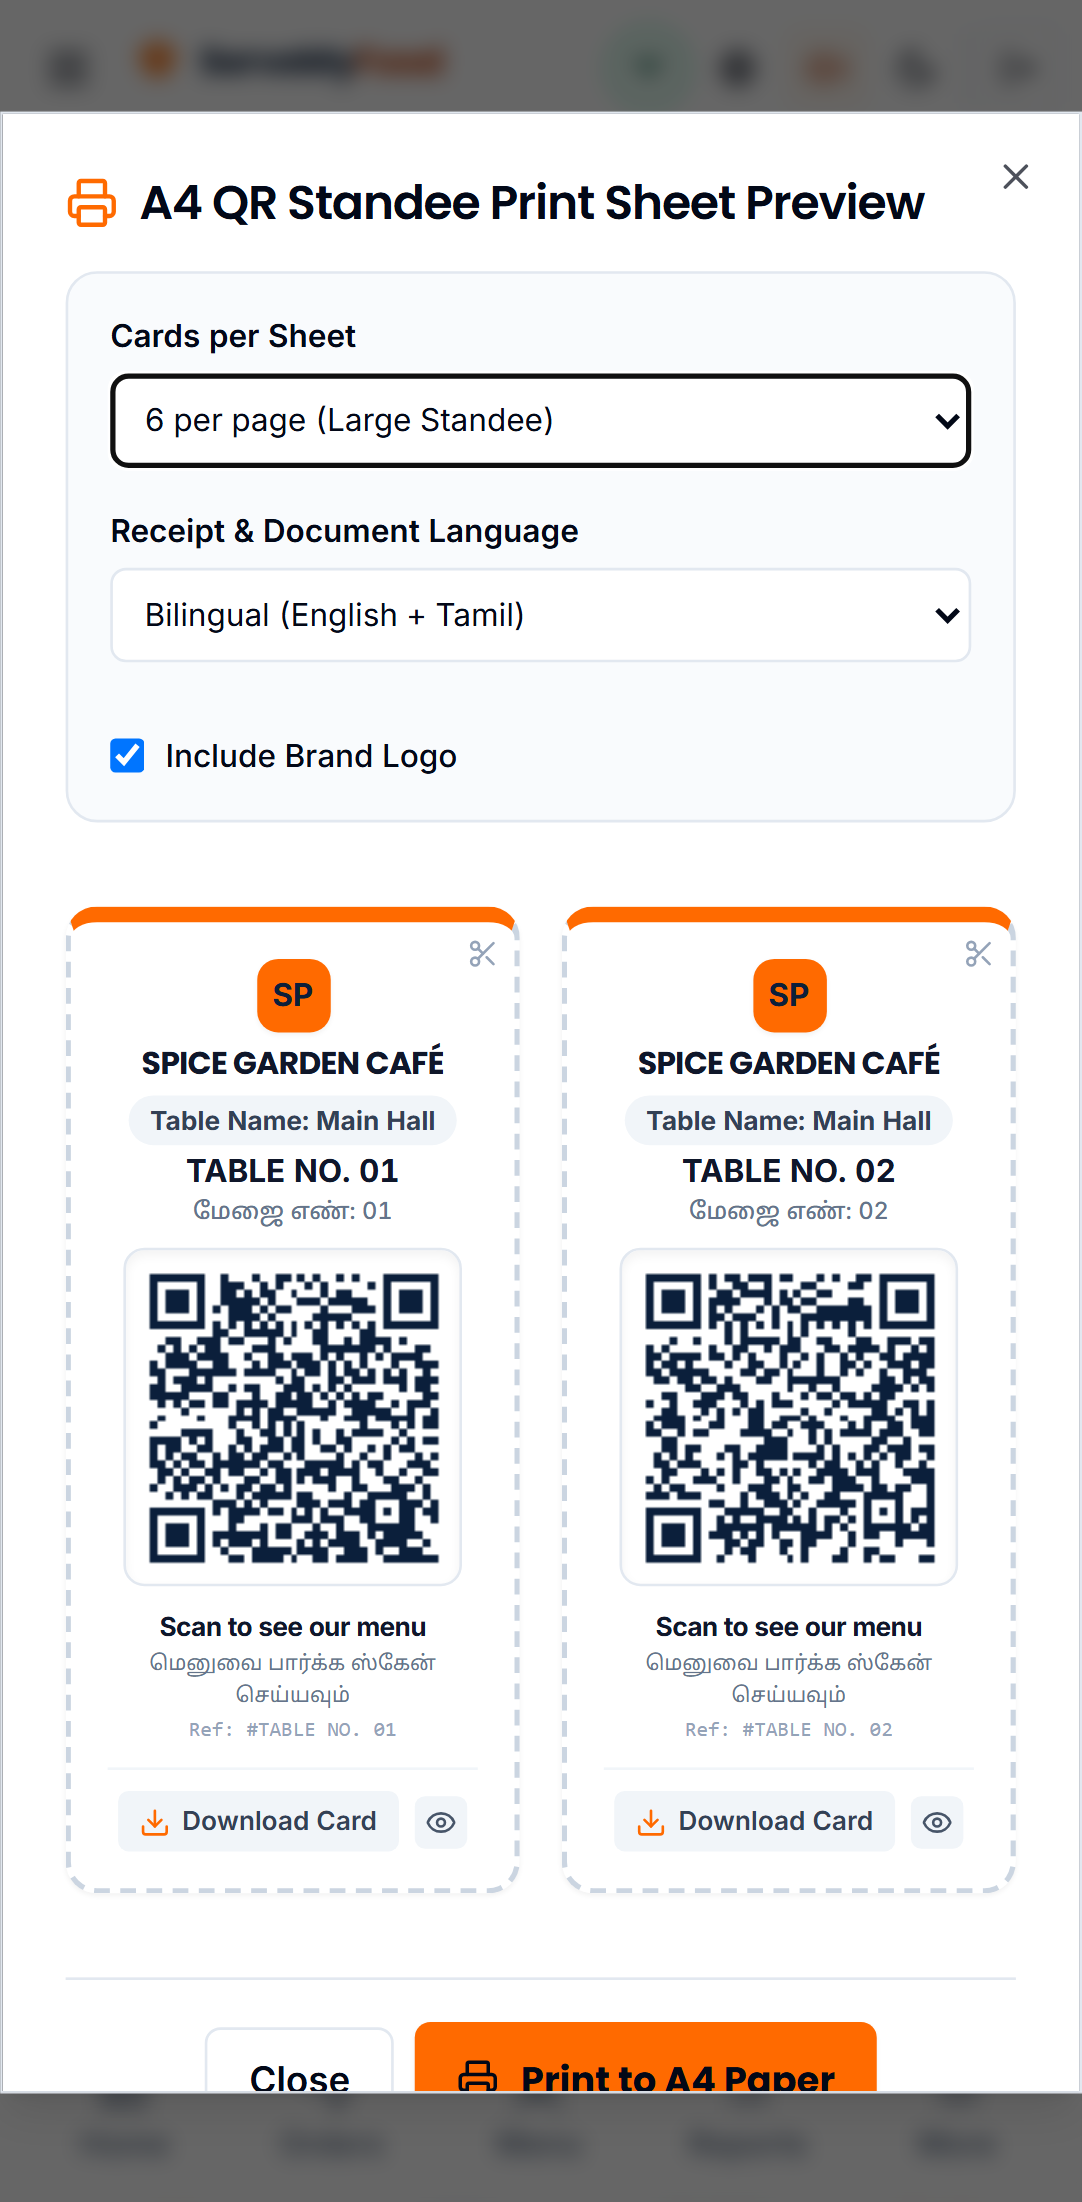 A4 QR Standee Print Sheet Preview
Cards per Sheet
6 per page (Large Standee)
Receipt & Document Language
Bilingual (English + Tamil)
Include Brand Logo
SP
SPICE GARDEN CAFÉ
Table Name: Main Hall
TABLE NO. 01
மேஜை எண்: 01
Scan to see our menu
மெனுவை பார்க்க ஸ்கேன்
செய்யவும்
Ref: #TABLE NO. 01
Download Card
SP
SPICE GARDEN CAFÉ
Table Name: Main Hall
TABLE NO. 02
மேஜை எண்: 02
Scan to see our menu
மெனுவை பார்க்க ஸ்கேன்
செய்யவும்
Ref: #TABLE NO. 02
Download Card
Close
Print to A4 Paper